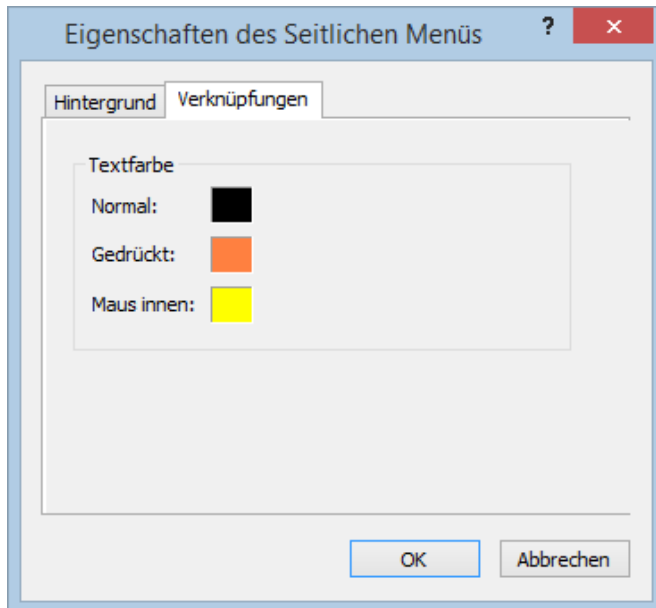 Eigenschaften des Seitlichen Menüs ?
Hintergrund Verknüpfungen
Textfarbe
Normal:
Gedrückt:
Maus innen:
OK Abbrechen